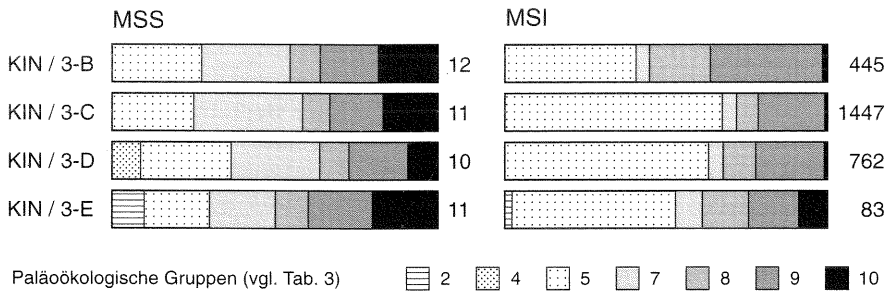 MSS MSI
KIN / 3-B 12 445
KIN / 3-C 11 1447
KIN / 3-D 10 762
KIN / 3-E 11 83
Paläoökologische Gruppen (vgl. Tab. 3) 2 4 5 7 8 9 10